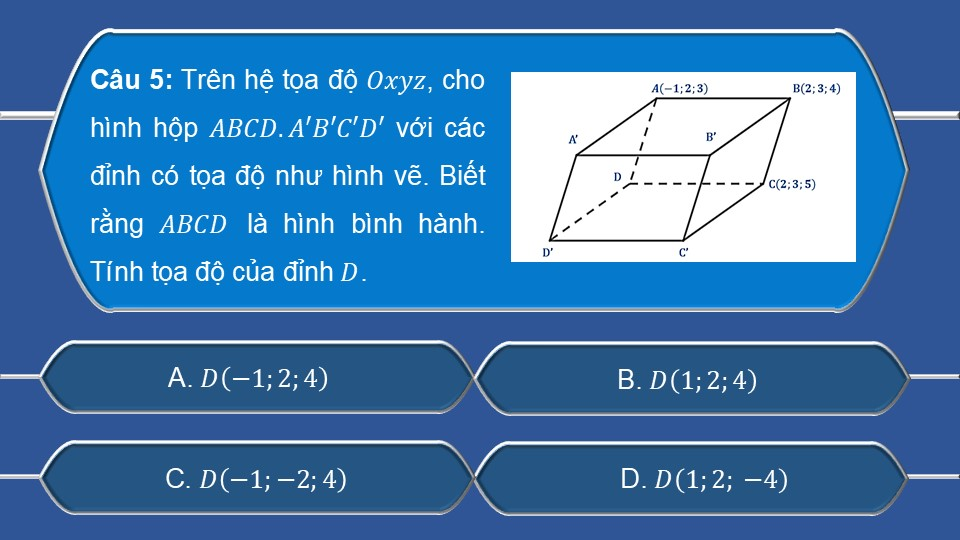 Câu 5: Trên hệ tọa độ 𝑂𝑥𝑦𝑧, cho
hình hộp 𝐴𝐵𝐶𝐷. 𝐴′𝐵′𝐶′𝐷′ với các
đỉnh có tọa độ như hình vẽ. Biết
rằng 𝐴𝐵𝐶𝐷 là hình bình hành.
Tính tọa độ của đỉnh 𝐷.
A(−1; 2; 3)
B(2; 3; 4)
A'
B'
D
C(2; 3; 5)
D'
C'
A. 𝐷(−1; 2; 4)
B. 𝐷(1; 2; 4)
C. 𝐷(−1; −2; 4)
D. 𝐷(1; 2; −4)